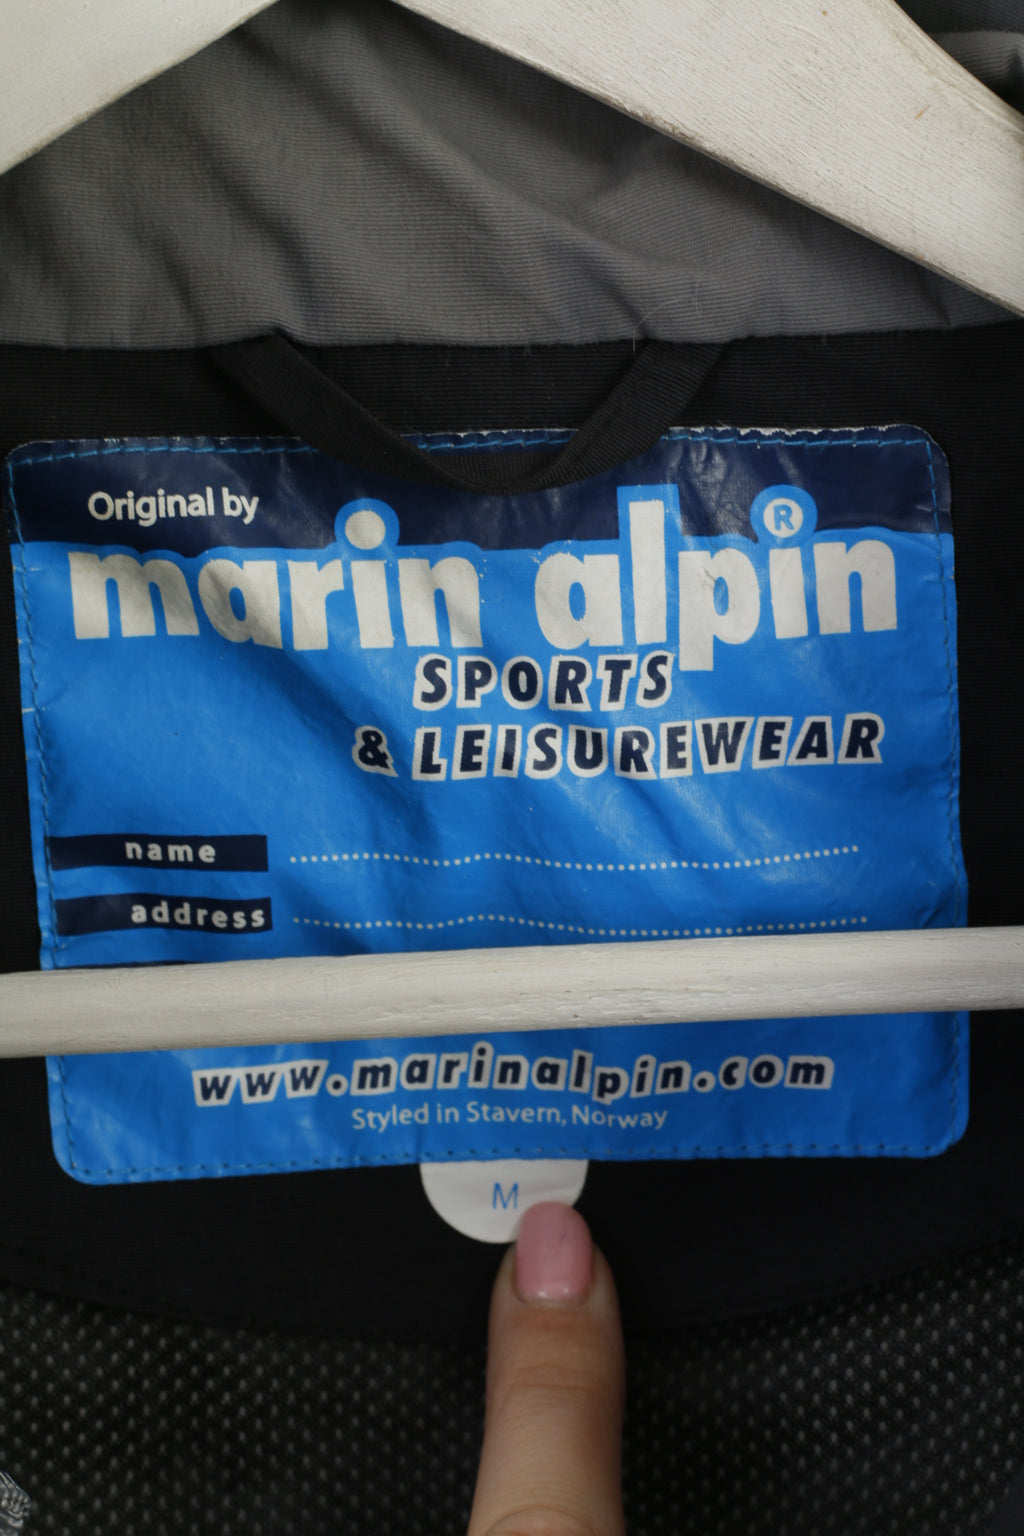 Original by
marin alpin®
SPORTS
& LEISUREWEAR
name
address
www.marinalpin.com
Styled in Stavern, Norway
M